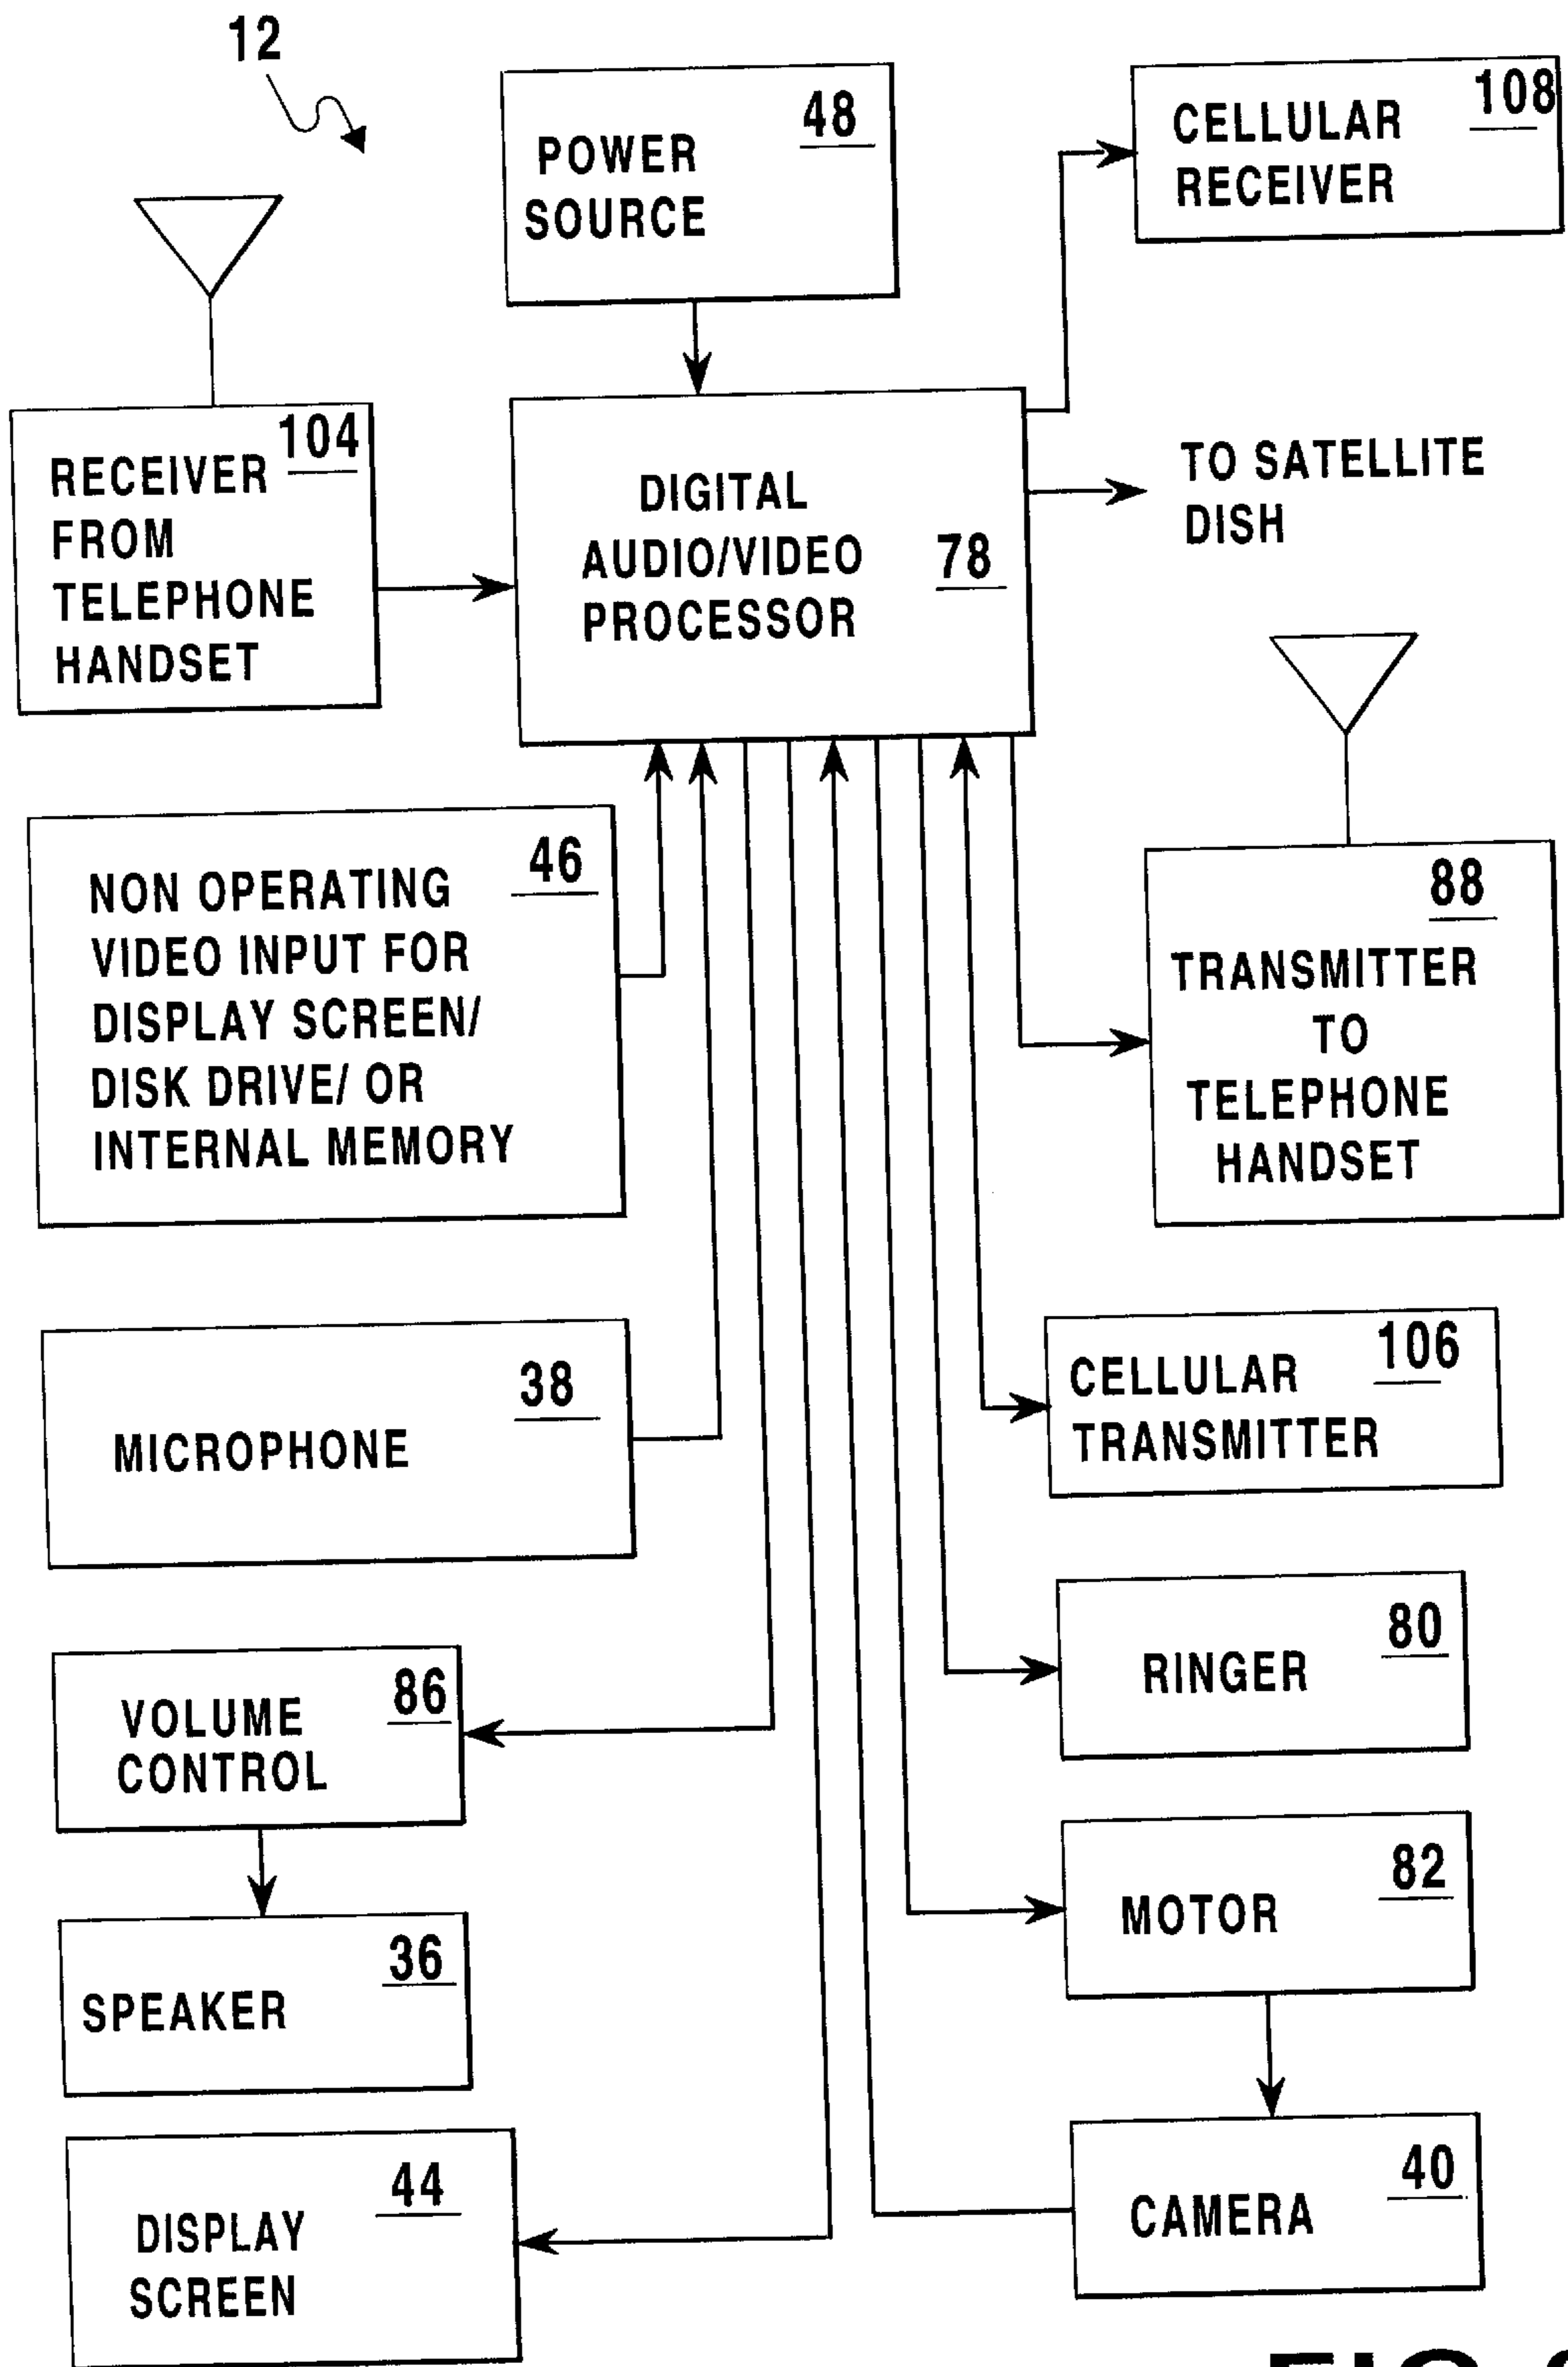 12
POWER
SOURCE
48
CELLULAR
RECEIVER
108
RECEIVER
FROM
TELEPHONE
HANDSET
104
DIGITAL
AUDIO/VIDEO
PROCESSOR
78
TO SATELLITE
DISH
NON OPERATING
VIDEO INPUT FOR
DISPLAY SCREEN/
DISK DRIVE/ OR
INTERNAL MEMORY
46
88
TRANSMITTER
TO
TELEPHONE
HANDSET
MICROPHONE
38
CELLULAR
TRANSMITTER
106
RINGER
80
VOLUME
CONTROL
86
MOTOR
82
SPEAKER
36
CAMERA
40
DISPLAY
SCREEN
44